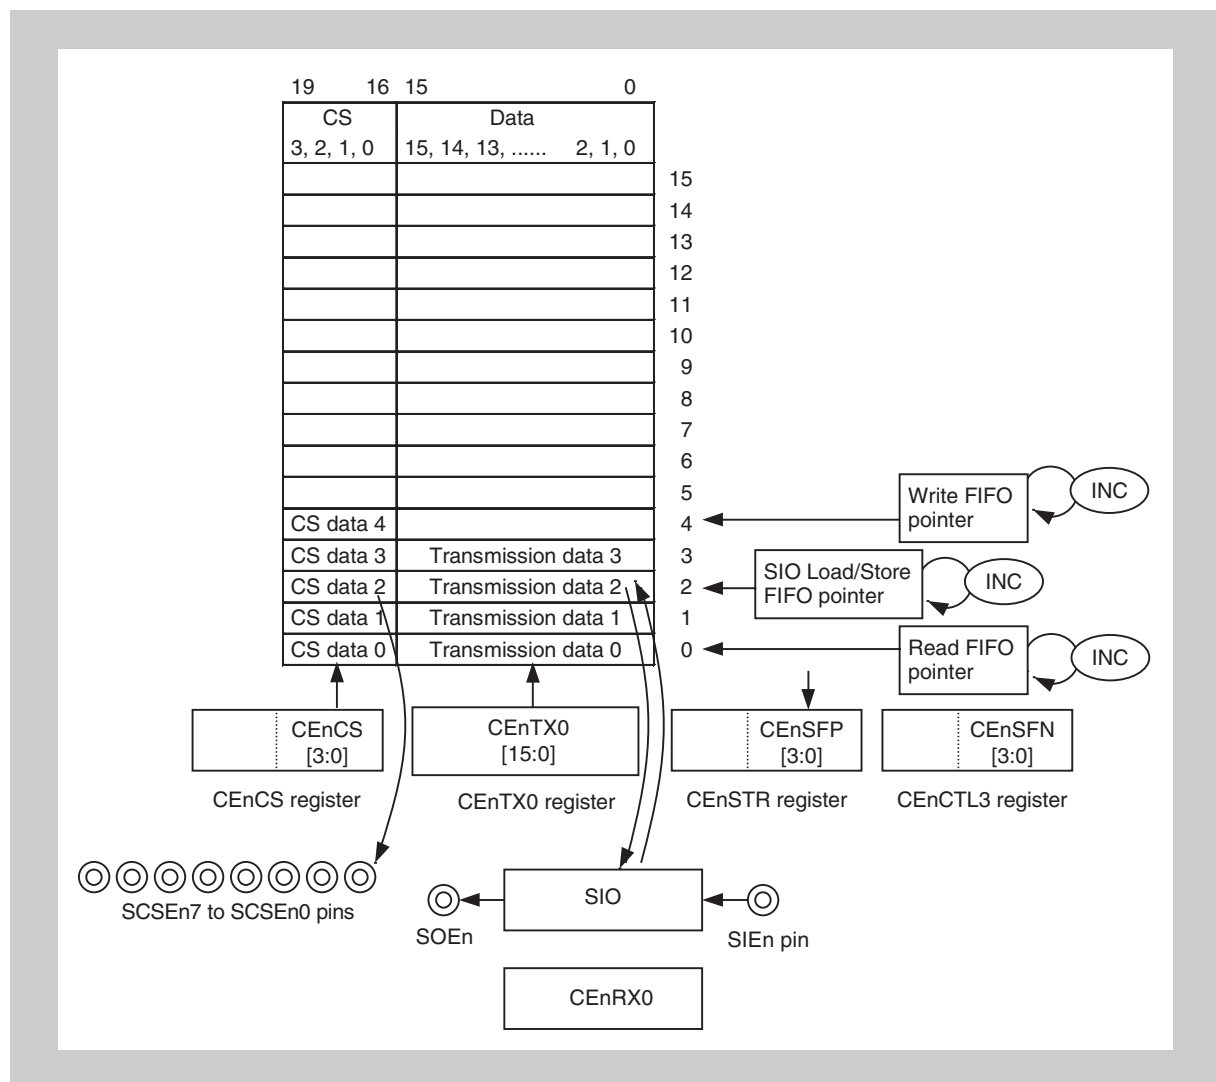 19 16 15 0
CS Data
3, 2, 1, 0 15, 14, 13, ...... 2, 1, 0
15
14
13
12
11
10
9
8
7
6
5
CS data 4 4
CS data 3 Transmission data 3 3
CS data 2 Transmission data 2 2
CS data 1 Transmission data 1 1
CS data 0 Transmission data 0 0
Write FIFO
pointer
INC
SIO Load/Store
FIFO pointer
INC
Read FIFO
pointer
INC
CEnCS
[3:0]
CEnCS register
CEnTX0
[15:0]
CEnTX0 register
CEnSFP
[3:0]
CEnSTR register
CEnSFN
[3:0]
CEnCTL3 register
SCSEn7 to SCSEn0 pins
SOEn
SIO
SIEn pin
CEnRX0